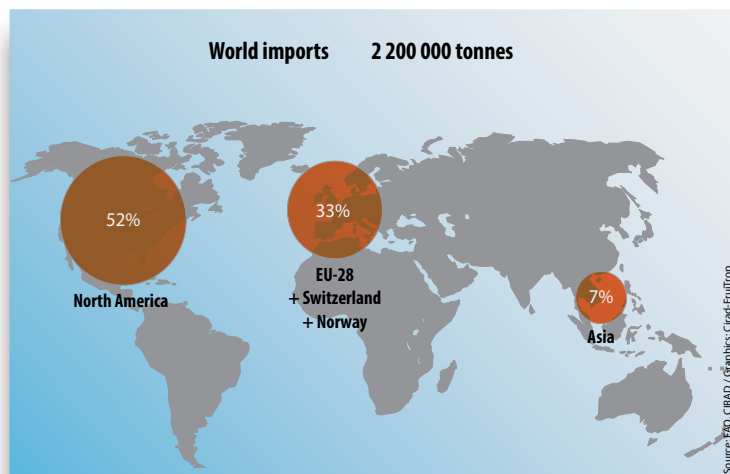 World imports 2 200 000 tonnes
52%
North America
33%
EU-28
+ Switzerland
+ Norway
7%
Asia
Source: FAO, CIRAD / Graphics: Cirad-FruiTrop